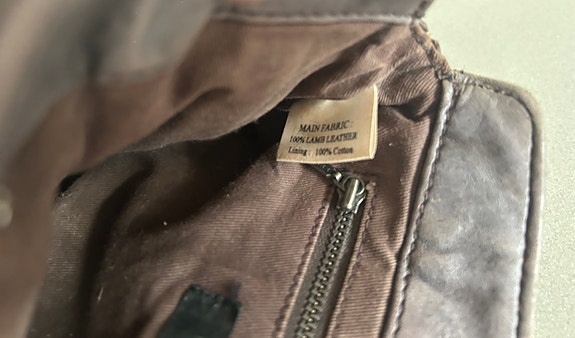 MAIN FABRIC :
100% LAMB LEATHER
Lining : 100% Cotton